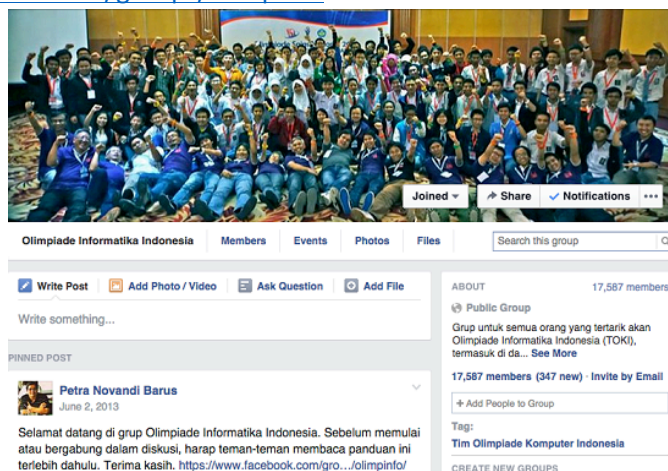 Joined
Share
Notifications
Olimpiade Informatika Indonesia Members Events Photos Files Search this group
Write Post Add Photo / Video Ask Question Add File
Write something...
ABOUT 17,587 members
Public Group
Grup untuk semua orang yang tertarik akan
Olimpiade Informatika Indonesia (TOKI),
termasuk di da... See More
17,587 members (347 new) · Invite by Email
+ Add People to Group
Tag:
Tim Olimpiade Komputer Indonesia
CREATE NEW GROUPS
PINNED POST
Petra Novandi Barus
June 2, 2013
Selamat datang di grup Olimpiade Informatika Indonesia. Sebelum memulai
atau bergabung dalam diskusi, harap teman-teman membaca panduan ini
terlebih dahulu. Terima kasih. https://www.facebook.com/gro.../olimpinfo/